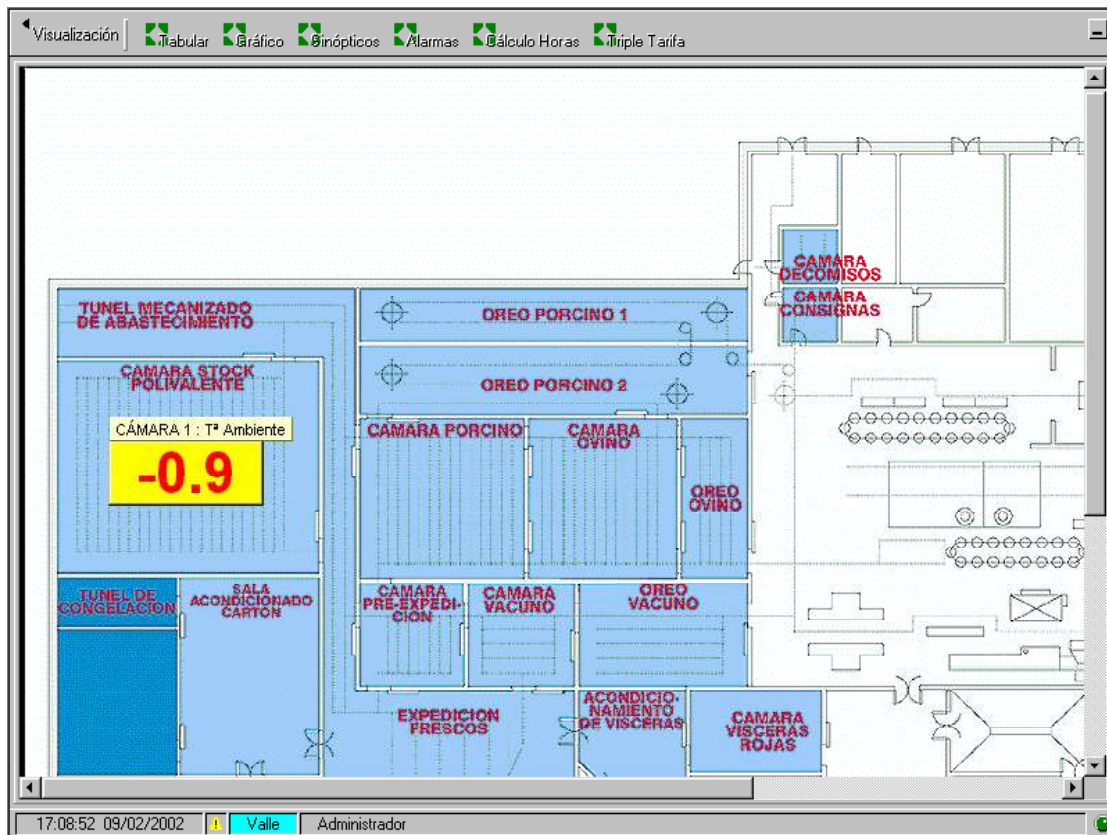 Visualización
Tabular
Gráfico
Sinópticos
Alarmas
Cálculo Horas
Triple Tarifa
CAMARA
DECOMISOS
CAMARA
CONSIGNAS
TUNEL MECANIZADO
DE ABASTECIMIENTO
OREO PORCINO 1
CAMARA STOCK
POLIVALENTE
OREO PORCINO 2
CÁMARA 1 : Tª Ambiente
-0.9
CAMARA PORCINO
CAMARA
OVINO
OREO
OVINO
TUNEL DE
CONGELACION
SALA
ACONDICIONADO
CARTÓN
CAMARA
PRE-EXPEDI-
CION
CAMARA
VACUNO
OREO
VACUNO
EXPEDICION
FRESCOS
ACONDICIO-
NAMIENTO
DE VISCERAS
CAMARA
VISCERAS
ROJAS
17:08:52 09/02/2002
Valle
Administrador